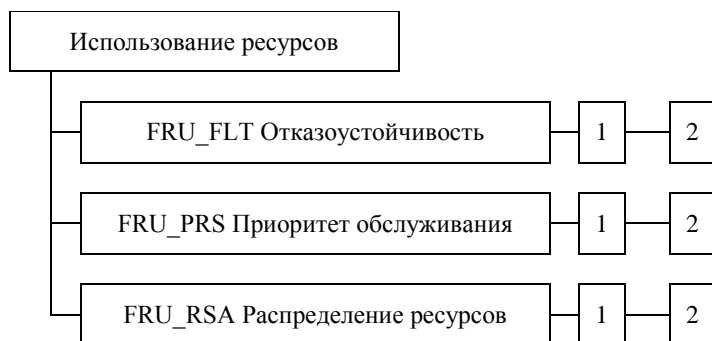 Использование ресурсов
FRU_FLT Отказоустойчивость 1 2
FRU_PRS Приоритет обслуживания 1 2
FRU_RSA Распределение ресурсов 1 2